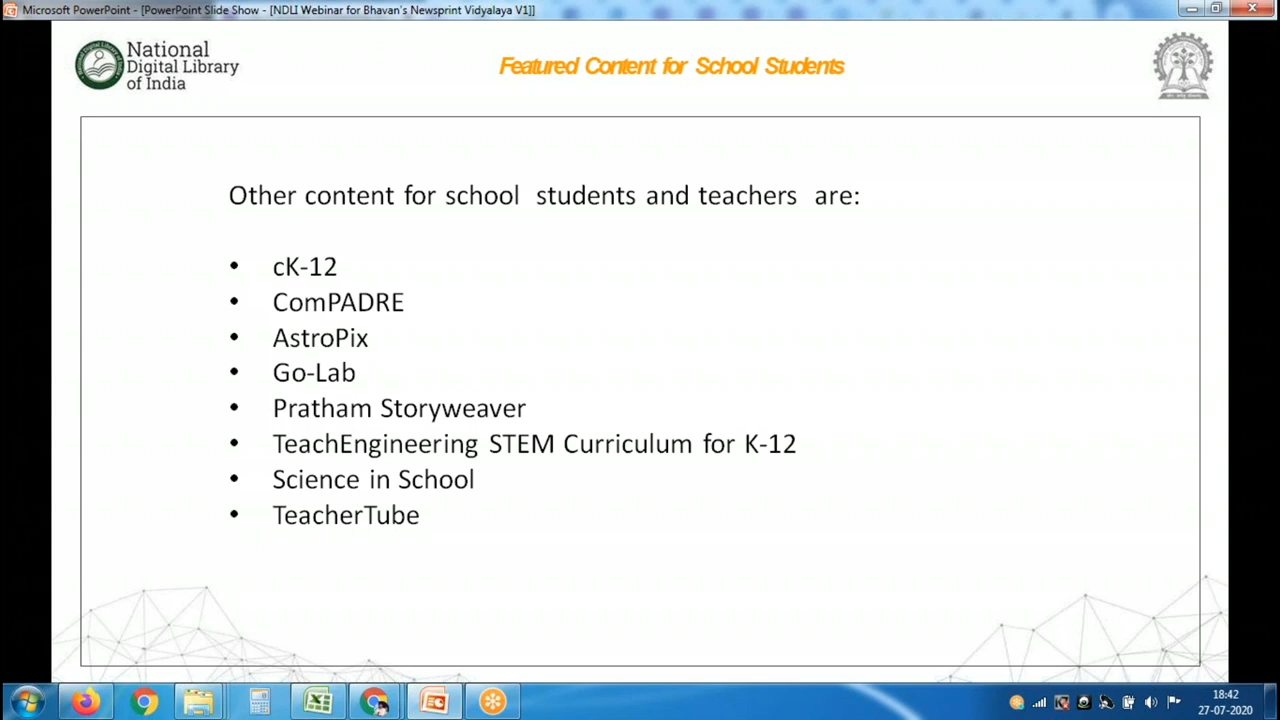 Microsoft PowerPoint - [PowerPoint Slide Show - [NDLI Webinar for Bhavan's Newsprint Vidyalaya V1]]
National
Digital Library
of India
Featured Content for School Students
Other content for school students and teachers are:
• cK-12
• ComPADRE
• AstroPix
• Go-Lab
• Pratham Storyweaver
• TeachEngineering STEM Curriculum for K-12
• Science in School
• TeacherTube
18:42
27-07-2020